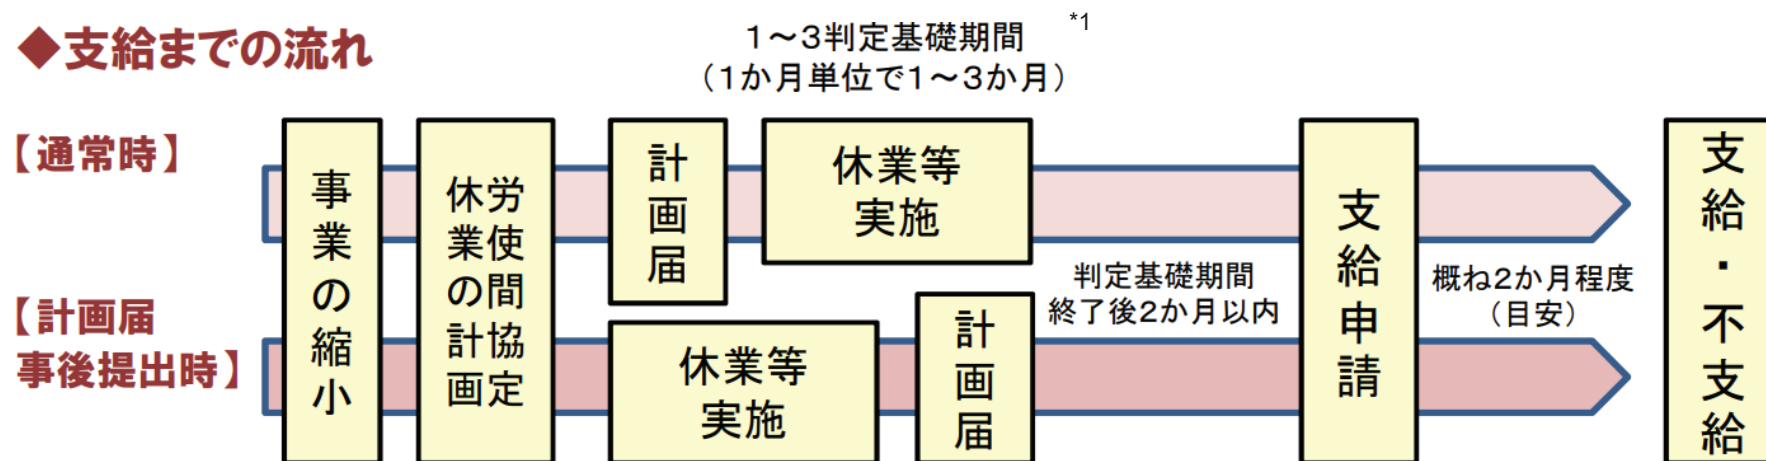 ◆支給までの流れ
1～3判定基礎期間 *1
（1か月単位で1～3か月）
【通常時】
【計画届
事後提出時】
事業の縮小
労使間協定
休業の計画
計画届
休業等
実施
休業等
実施
計画届
判定基礎期間
終了後2か月以内
支給申請
概ね2か月程度
（目安）
支給・不支給